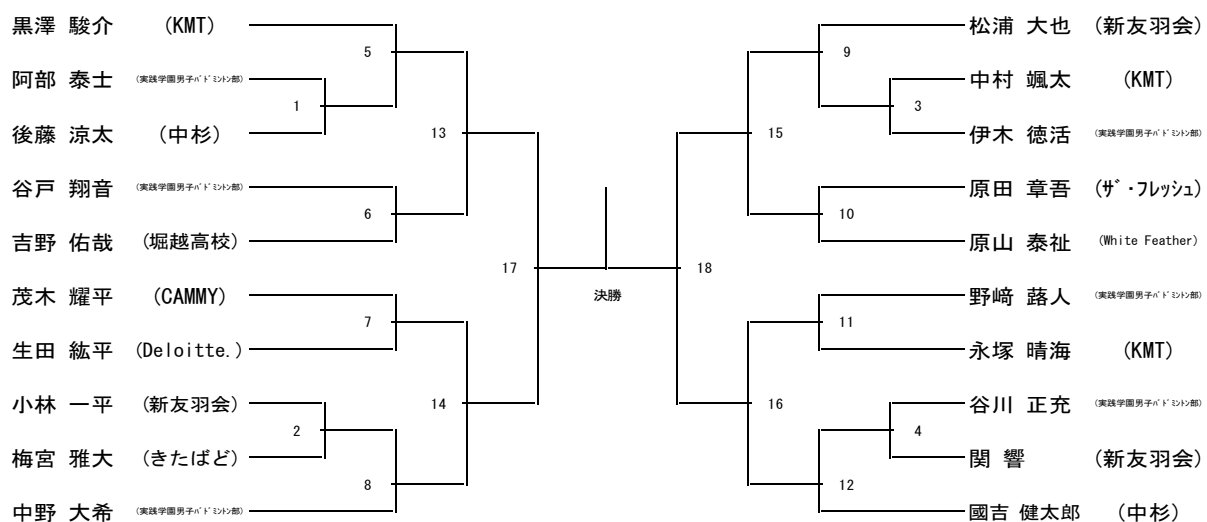 黒澤 駿介 (KMT)
5
阿部 泰士 (実践学園男子ﾊﾞﾄﾞﾐﾝﾄﾝ部)
1
後藤 涼太 (中杉)
13
谷戸 翔音 (実践学園男子ﾊﾞﾄﾞﾐﾝﾄﾝ部)
6
吉野 佑哉 (堀越高校)
17
茂木 耀平 (CAMMY)
7
生田 紘平 (Deloitte.)
小林 一平 (新友羽会)
14
2
梅宮 雅大 (きたばど)
8
中野 大希 (実践学園男子ﾊﾞﾄﾞﾐﾝﾄﾝ部)
決勝
松浦 大也 (新友羽会)
9
中村 颯太 (KMT)
3
伊木 徳活 (実践学園男子ﾊﾞﾄﾞﾐﾝﾄﾝ部)
15
原田 章吾 (ｻﾞ・ﾌﾚｯｼｭ)
10
原山 泰祉 (White Feather)
18
野﨑 蕗人 (実践学園男子ﾊﾞﾄﾞﾐﾝﾄﾝ部)
11
永塚 晴海 (KMT)
16
谷川 正充 (実践学園男子ﾊﾞﾄﾞﾐﾝﾄﾝ部)
4
関 響 (新友羽会)
12
國吉 健太郎 (中杉)